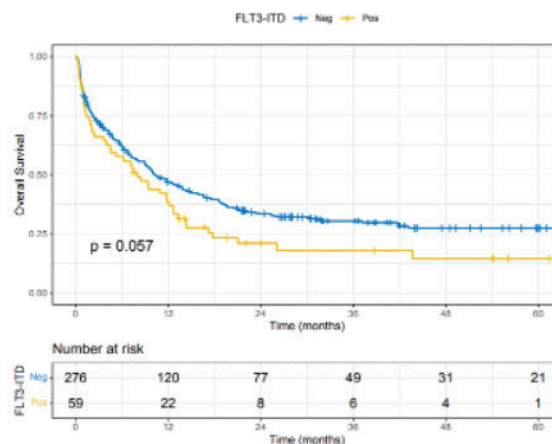 FLT3-ITD Neg Pos
1.00
0.75
0.50
0.25
0.00
Overall Survival
p = 0.057
0 12 24 36 48 60
Time (months)
Number at risk
FLT3-ITD
Neg 276 120 77 49 31 21
Pos 59 22 8 6 4 1
0 12 24 36 48 60
Time (months)